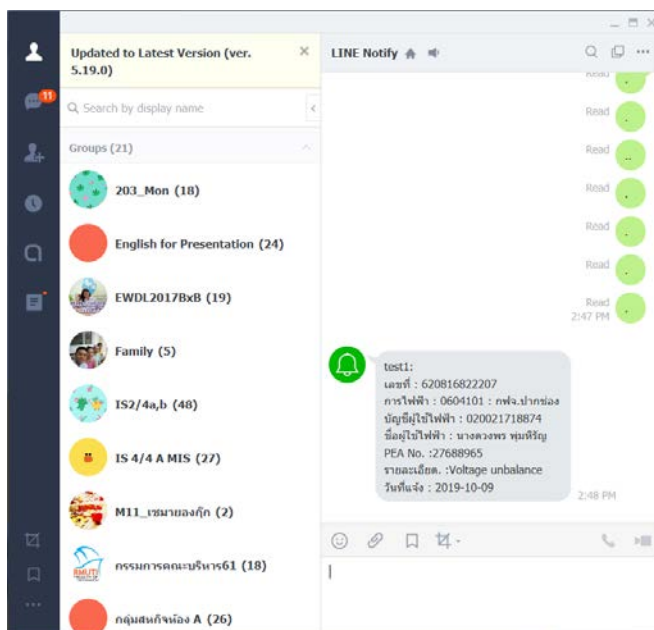 Updated to Latest Version (ver.
5.19.0)
Search by display name
Groups (21)
203_Mon (18)
English for Presentation (24)
EWDL2017BxB (19)
Family (5)
IS2/4a,b (48)
IS 4/4 A MIS (27)
M11_เซมายองกุ๊ก (2)
กรรมการคณะบริหาร61 (18)
กลุ่มสหกิจห้อง A (26)
11
LINE Notify
Read
.
Read
.
Read
..
Read
.
Read
.
Read
.
Read
2:47 PM
.
test1:
เลขที่ : 620816822207
การไฟฟ้า : 0604101 : กฟจ.ปากช่อง
บัญชีผู้ใช้ไฟฟ้า : 020021718874
ชื่อผู้ใช้ไฟฟ้า : นางดวงพร พุ่มหิรัญ
PEA No. :27688965
รายละเอียด. :Voltage unbalance
วันที่แจ้ง : 2019-10-09
2:48 PM